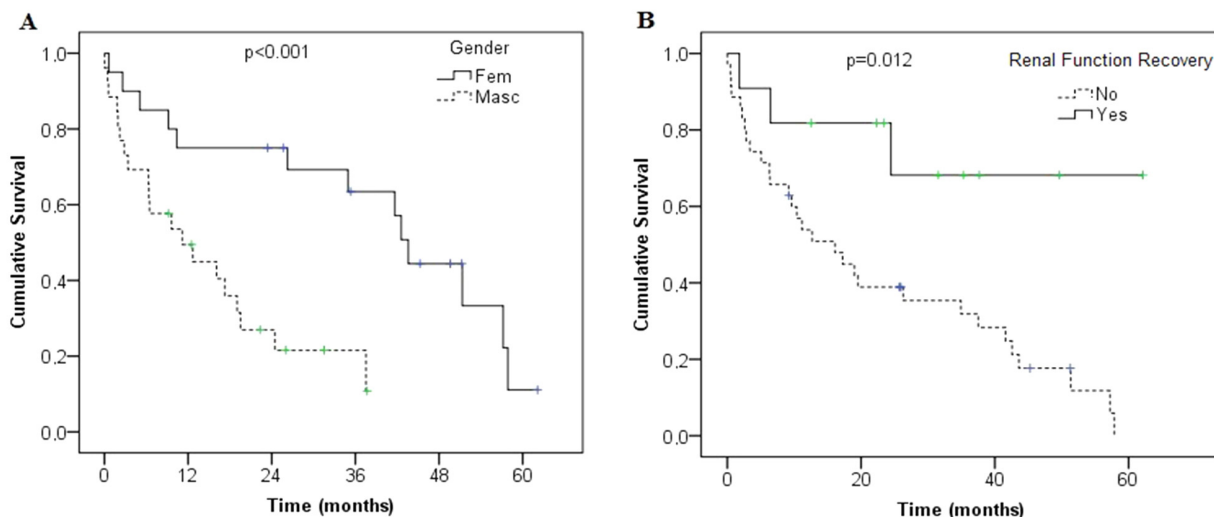 A
p<0.001
Gender
Fem
Masc
Cumulative Survival
1.0
0.8
0.6
0.4
0.2
0.0
0 12 24 36 48 60
Time (months)
B
p=0.012
Renal Function Recovery
No
Yes
Cumulative Survival
1.0
0.8
0.6
0.4
0.2
0.0
0 20 40 60
Time (months)